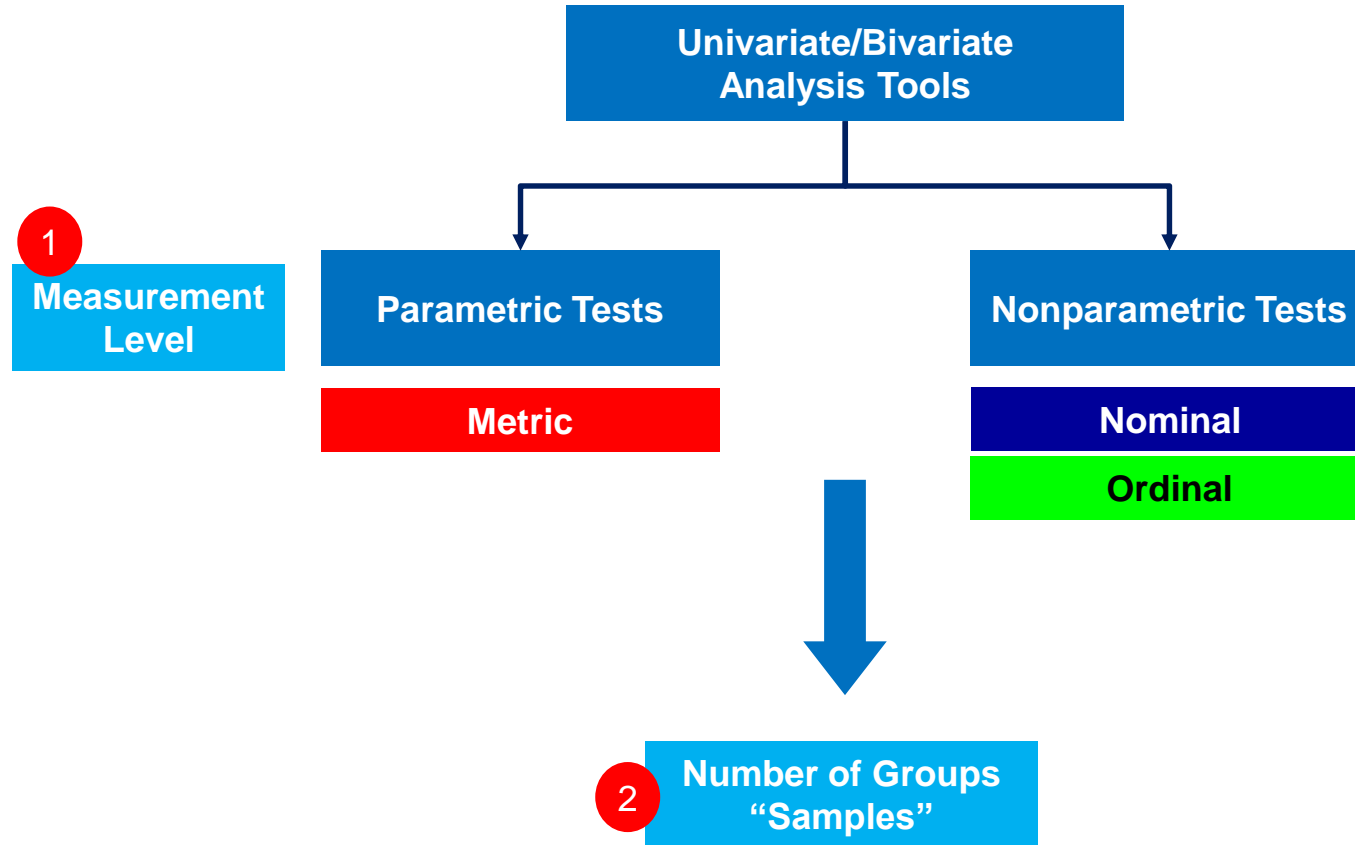 Univariate/Bivariate
Analysis Tools
1
Measurement
Level
Parametric Tests
Nonparametric Tests
Metric
Nominal
Ordinal
2
Number of Groups
“Samples”